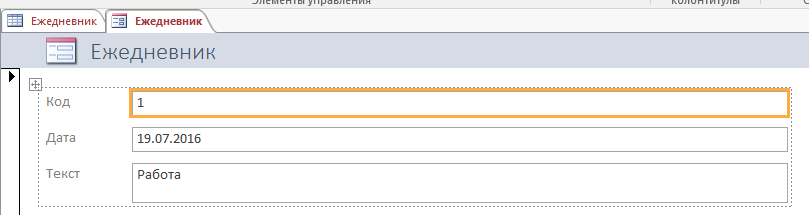 Элементы управления
колонтитулы
Ежедневник
Ежедневник
Ежедневник
Код
1
Дата
19.07.2016
Текст
Работа